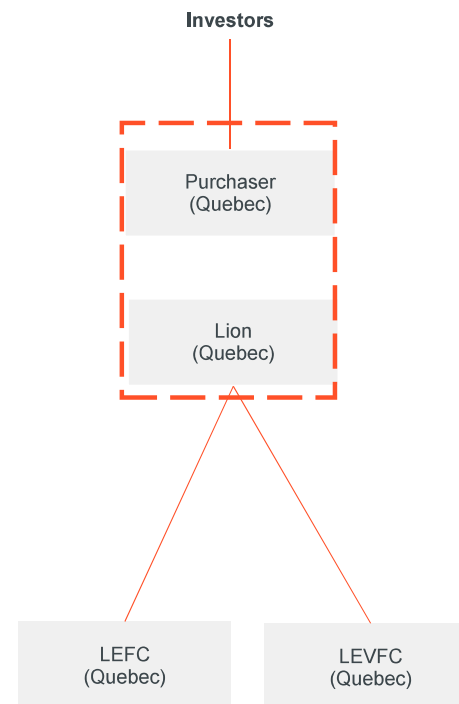 Investors
Purchaser
(Quebec)
Lion
(Quebec)
LEFC
(Quebec)
LEVFC
(Quebec)